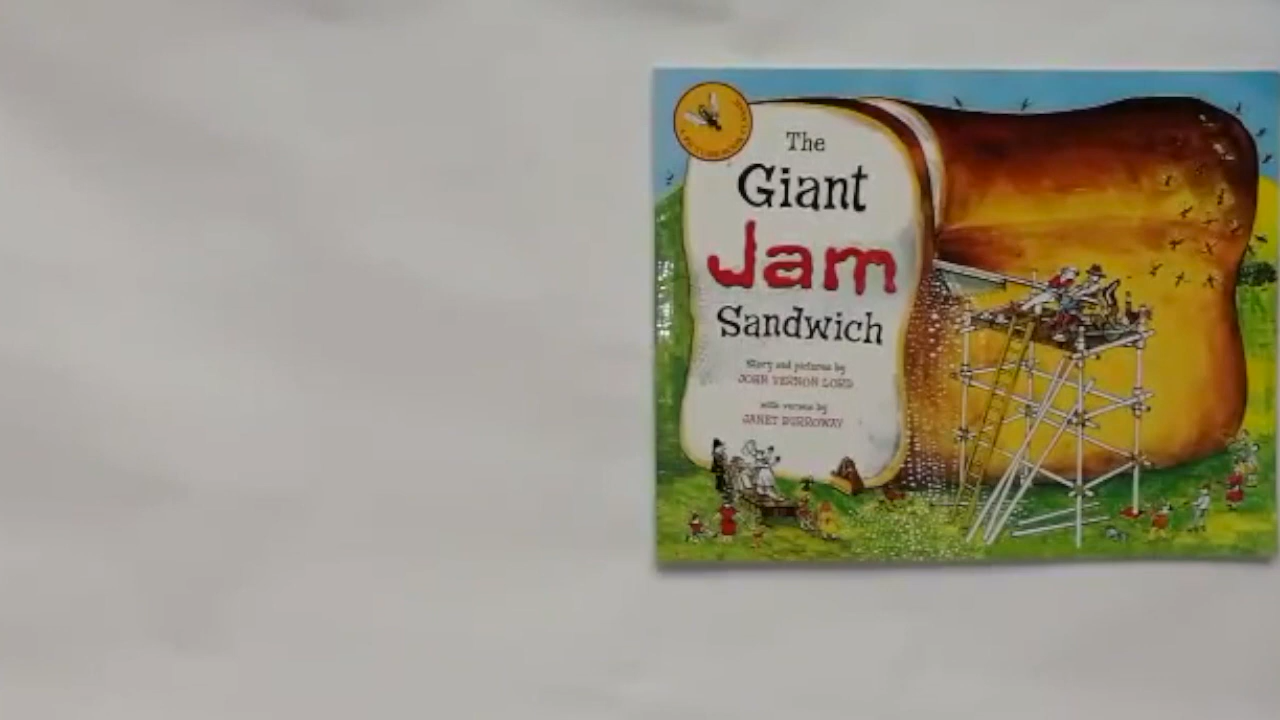 The
Giant
Jam
Sandwich
Story and pictures by
JOHN VERNON LORD
with verses by
JANET BURROWAY